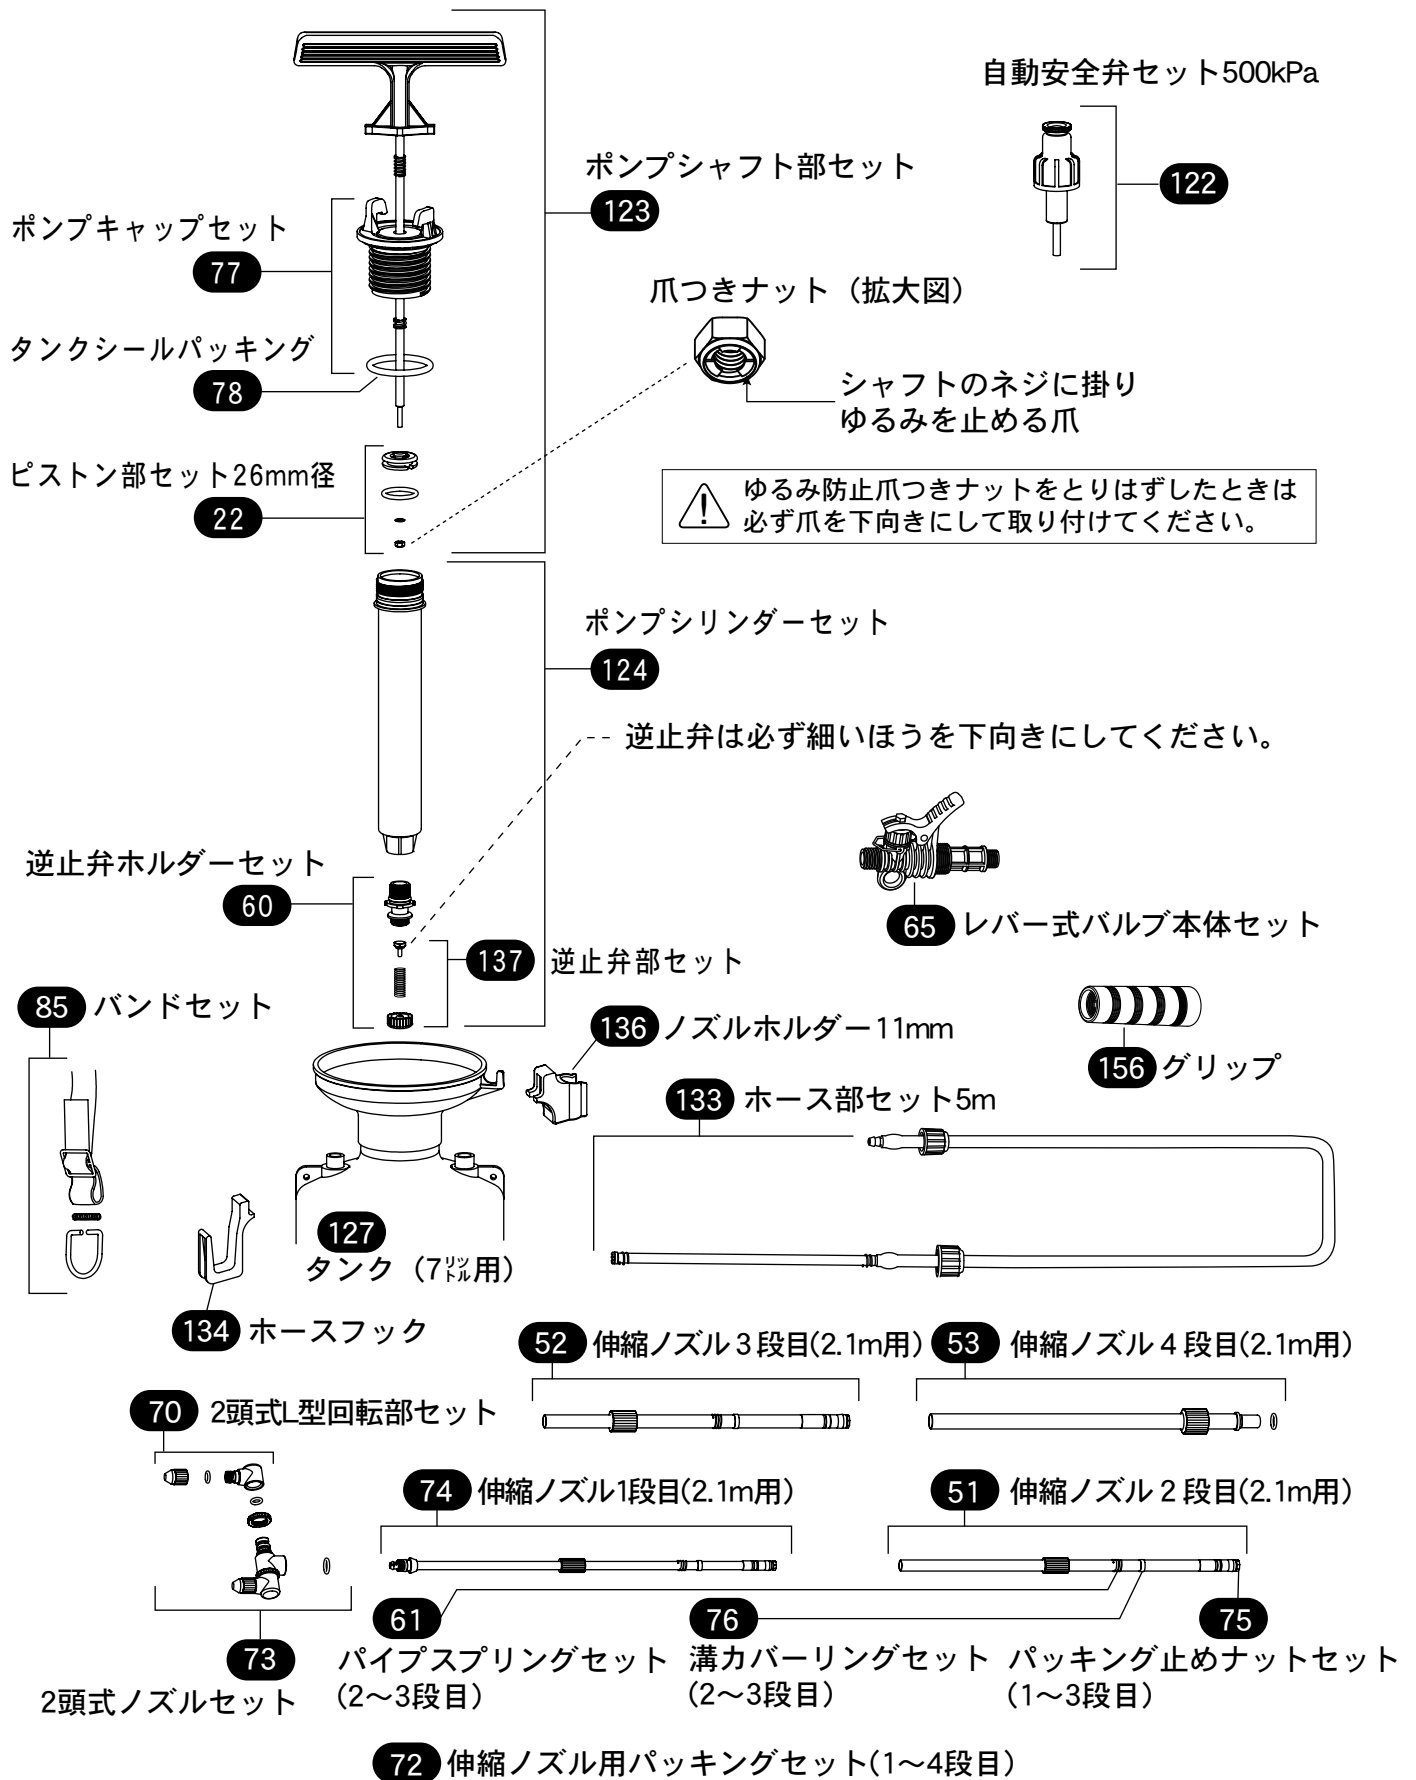 自動安全弁セット500kPa
122
ポンプシャフト部セット
123
ポンプキャップセット
77
爪つきナット（拡大図）
タンクシールパッキング
78
シャフトのネジに掛り
ゆるみを止める爪
ピストン部セット26mm径
22
ゆるみ防止爪つきナットをとりはずしたときは
必ず爪を下向きにして取り付けてください。
ポンプシリンダーセット
124
逆止弁は必ず細いほうを下向きにしてください。
逆止弁ホルダーセット
60
65 レバー式バルブ本体セット
137 逆止弁部セット
85 バンドセット
136 ノズルホルダー11mm
156 グリップ
133 ホース部セット5m
127
タンク（7リットル用）
134 ホースフック
52 伸縮ノズル3段目(2.1m用)
53 伸縮ノズル4段目(2.1m用)
70 2頭式L型回転部セット
74 伸縮ノズル1段目(2.1m用)
51 伸縮ノズル2段目(2.1m用)
61
パイプスプリングセット
(2〜3段目)
76
溝カバーリングセット
(2〜3段目)
75
パッキング止めナットセット
(1〜3段目)
73
2頭式ノズルセット
72 伸縮ノズル用パッキングセット(1〜4段目)